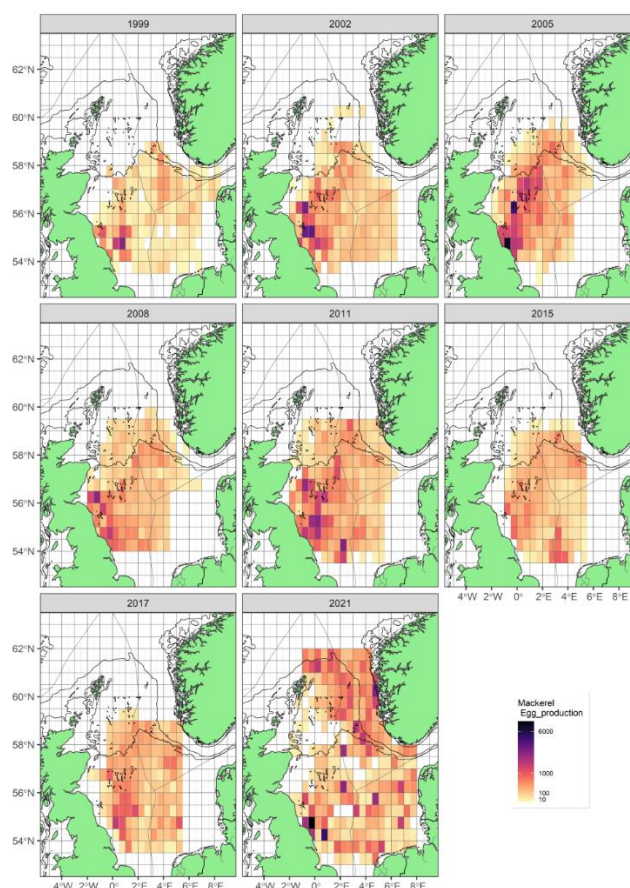 1999 2002 2005
62°N
60°N
58°N
56°N
54°N
2008 2011 2015
62°N
60°N
58°N
56°N
54°N
4°W 2°W 0° 2°E 4°E 6°E 8°E
2017 2021
62°N
60°N
58°N
56°N
54°N
4°W 2°W 0° 2°E 4°E 6°E 8°E 4°W 2°W 0° 2°E 4°E 6°E 8°E
Mackerel
Egg_production
6000
1000
100
10